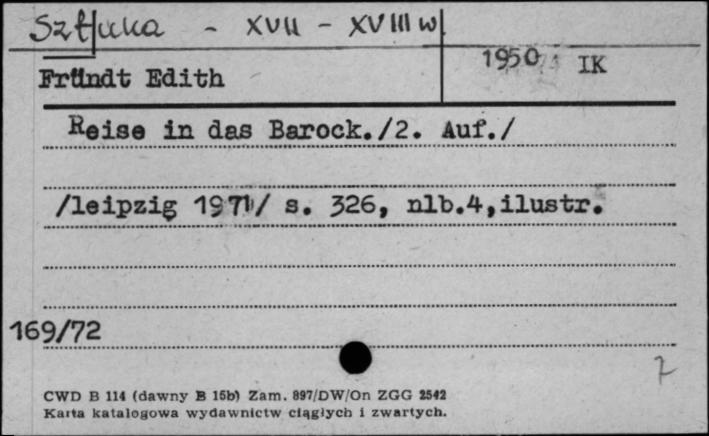 Sztuka - XVII - XVIII w
1950 IK
Fründt Edith
Reise in das Barock./2. Auf./
/leipzig 1971/ s. 326, nlb.4,ilustr.
169/72
7
CWD B 114 (dawny B 15b) Zam. 897/DW/On ZGG 2542
Karta katalogowa wydawnictw ciągłych i zwartych.